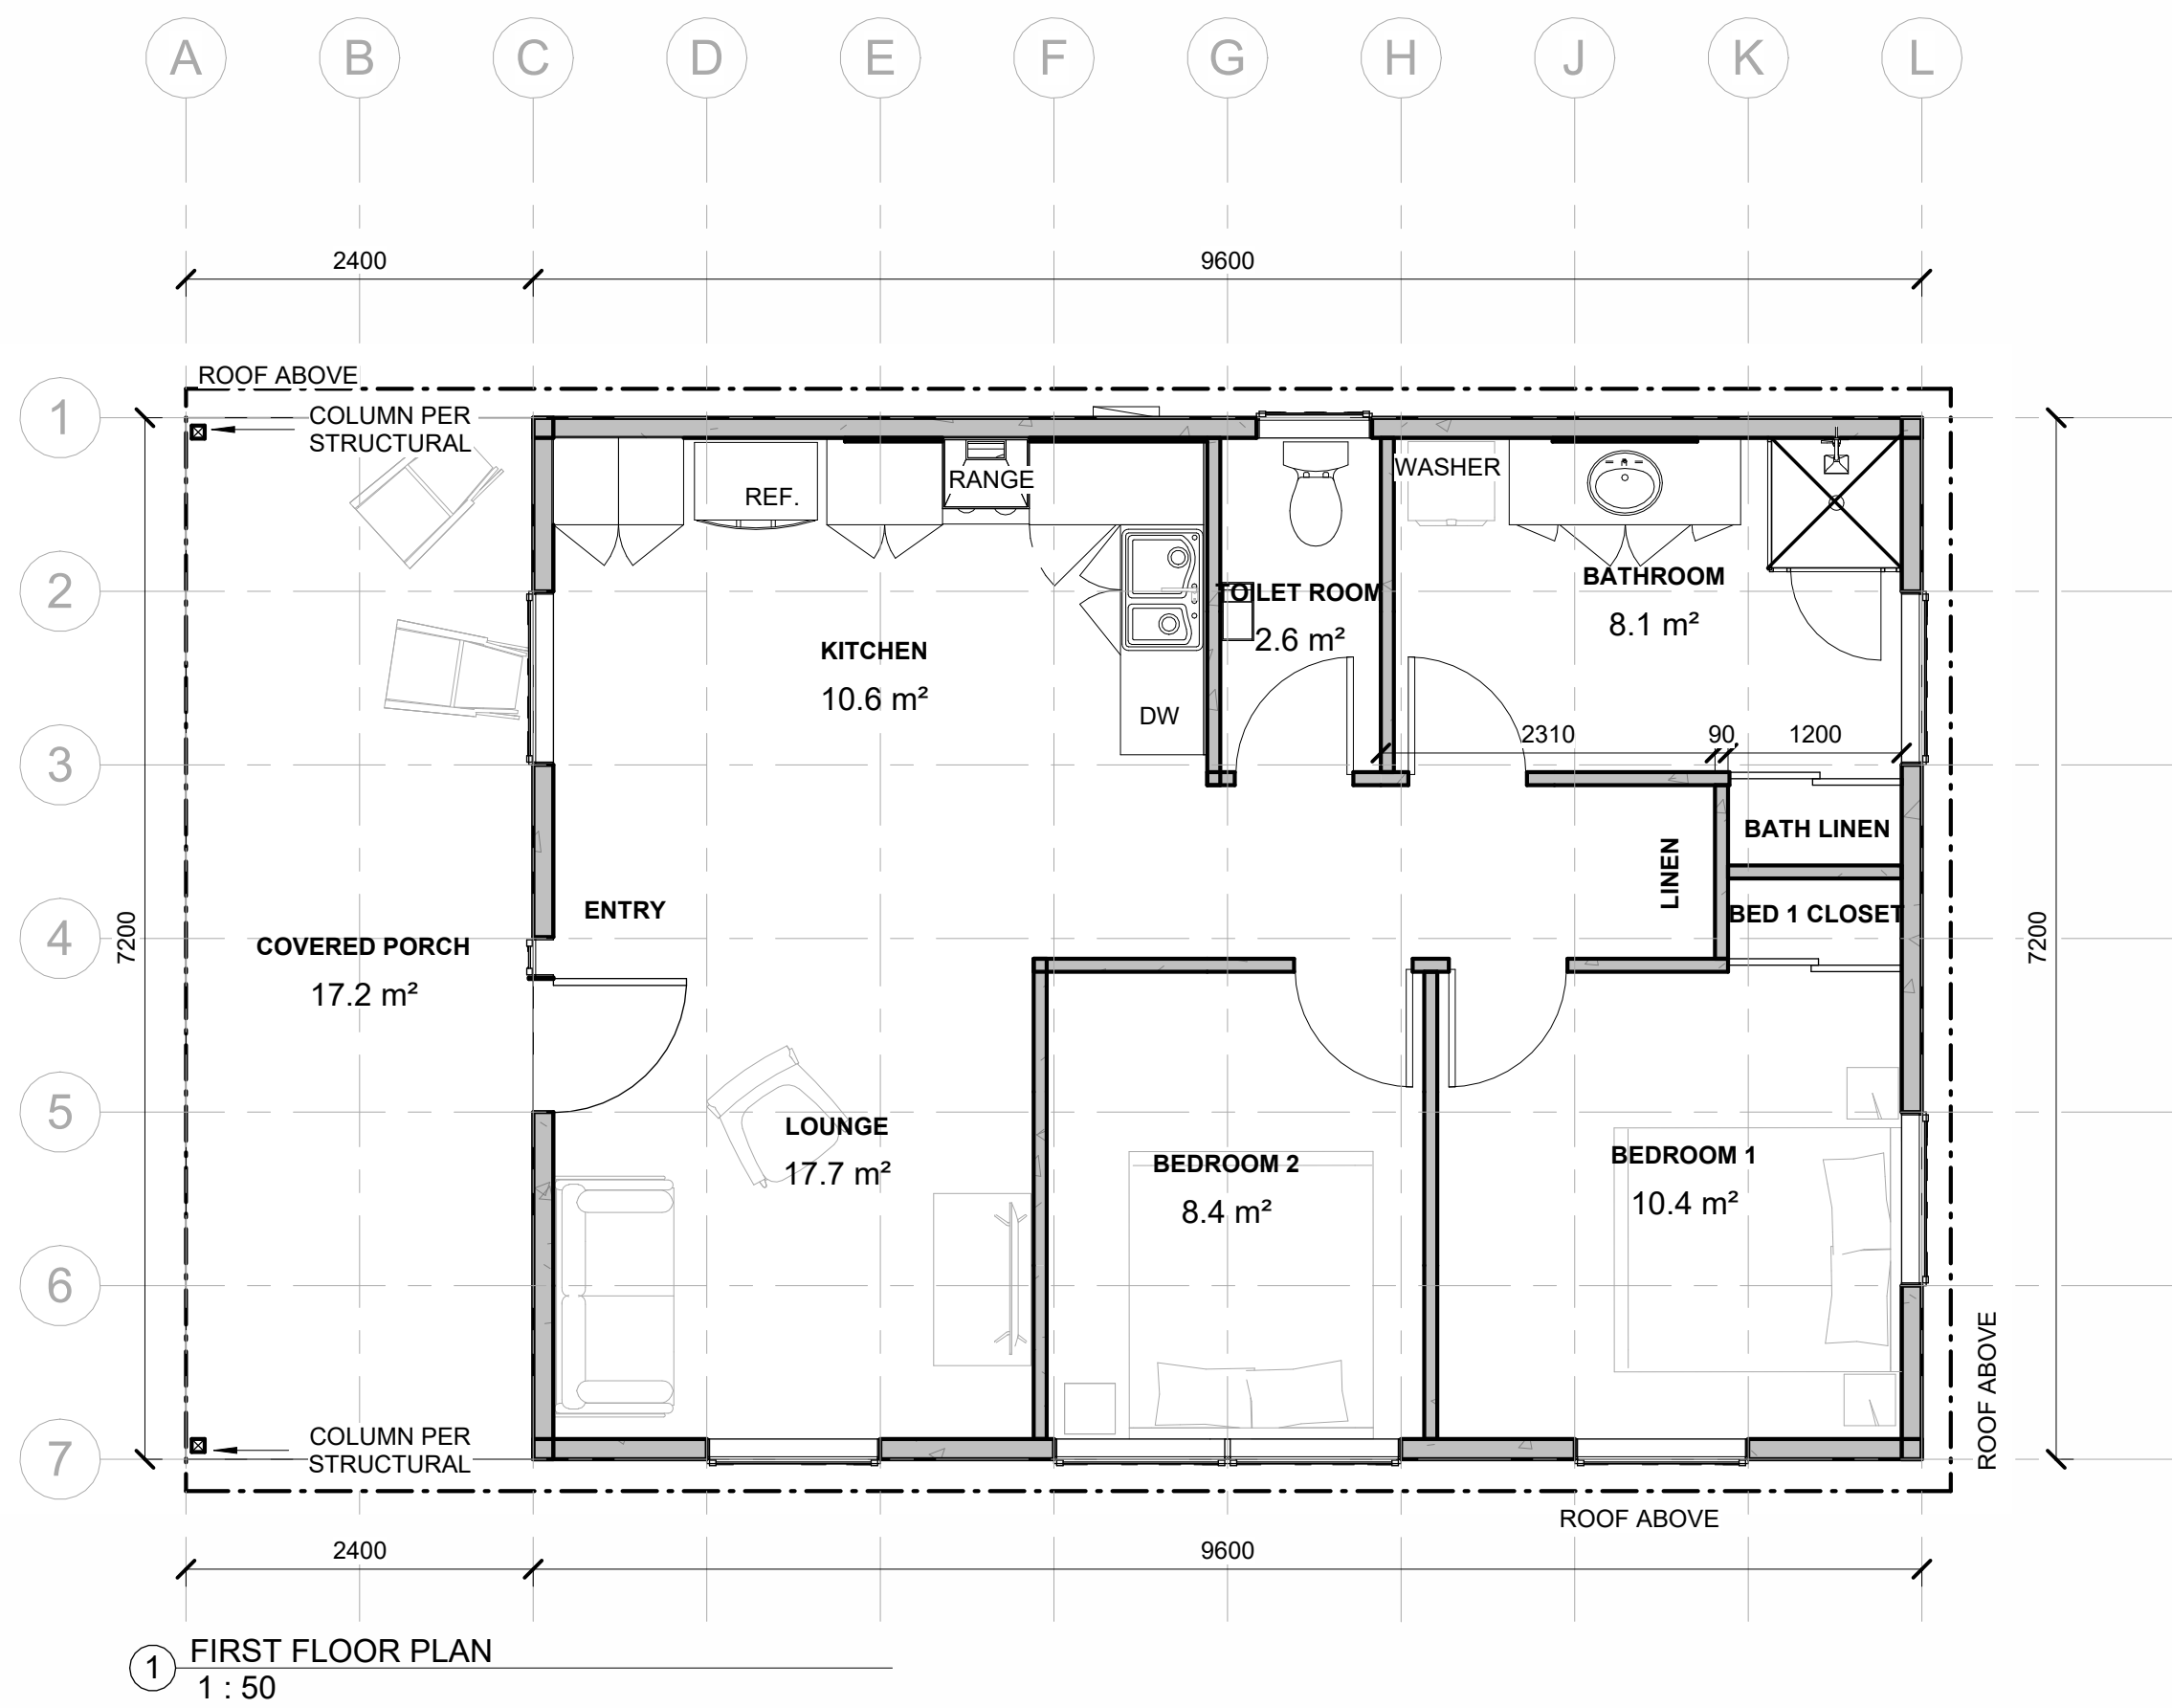 A B C D E F G H J K L
2400 9600
ROOF ABOVE
1
COLUMN PER
STRUCTURAL
WASHER
RANGE
REF.
2
BATHROOM
TOILET ROOM
8.1 m²
2.6 m²
KITCHEN
10.6 m²
DW
2310 90 1200
3
BATH LINEN
LINEN
ENTRY
BED 1 CLOSET
4
7200
COVERED PORCH
17.2 m²
7200
5
LOUNGE
17.7 m²
BEDROOM 2
8.4 m²
BEDROOM 1
10.4 m²
6
ROOF ABOVE
7
COLUMN PER
STRUCTURAL
ROOF ABOVE
2400 9600
1 FIRST FLOOR PLAN
1 : 50